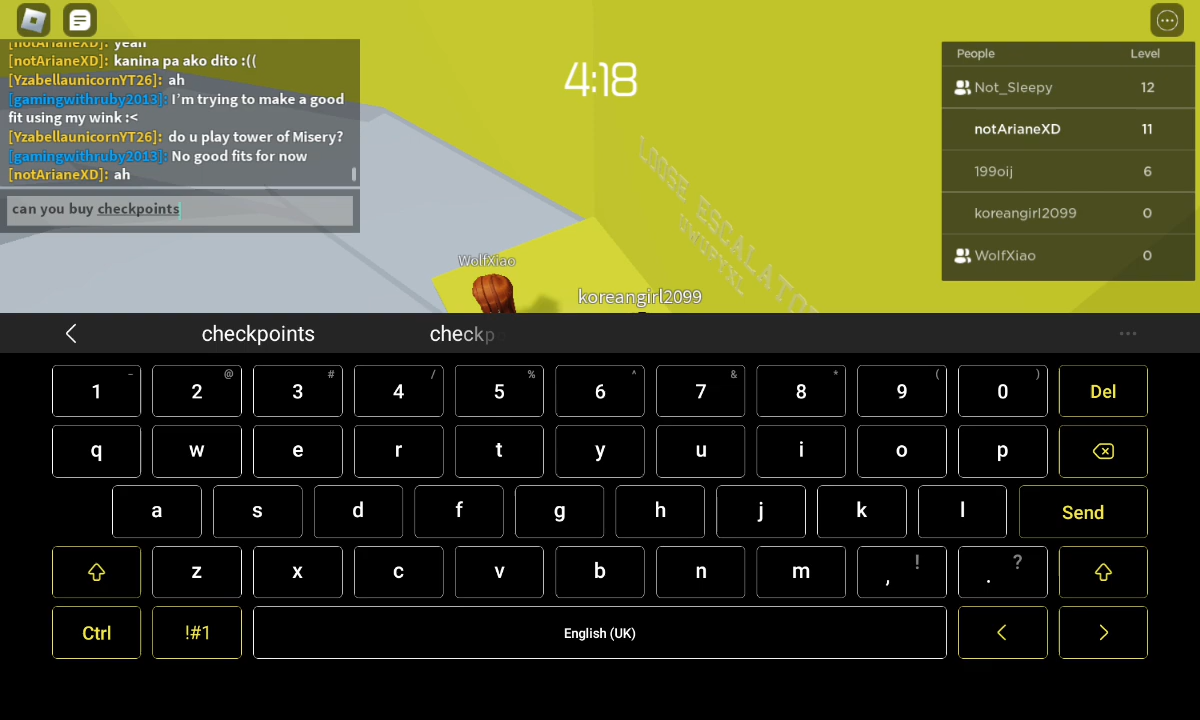 [notArianeXD]: yeah
[notArianeXD]: kanina pa ako dito :((
[YzabellaunicornYT26]: ah
[gamingwithruby2013]: I'm trying to make a good
fit using my wink :<
[YzabellaunicornYT26]: do u play tower of Misery?
[gamingwithruby2013]: No good fits for now
[notArianeXD]: ah
can you buy checkpoints
4:18
People Level
Not_Sleepy 12
notArianeXD 11
199oij 6
koreangirl2099 0
WolfXiao 0
LOOSE ESCALATOR
WolfXiao
koreangirl2099
checkpoints checkp
1 - 2 @ 3 # 4 / 5 % 6 ^ 7 & 8 * 9 ( 0 ) Del
q w e r t y u i o p
a s d f g h j k l Send
z x c v b n m , ! . ?
Ctrl !#1 English (UK) < >